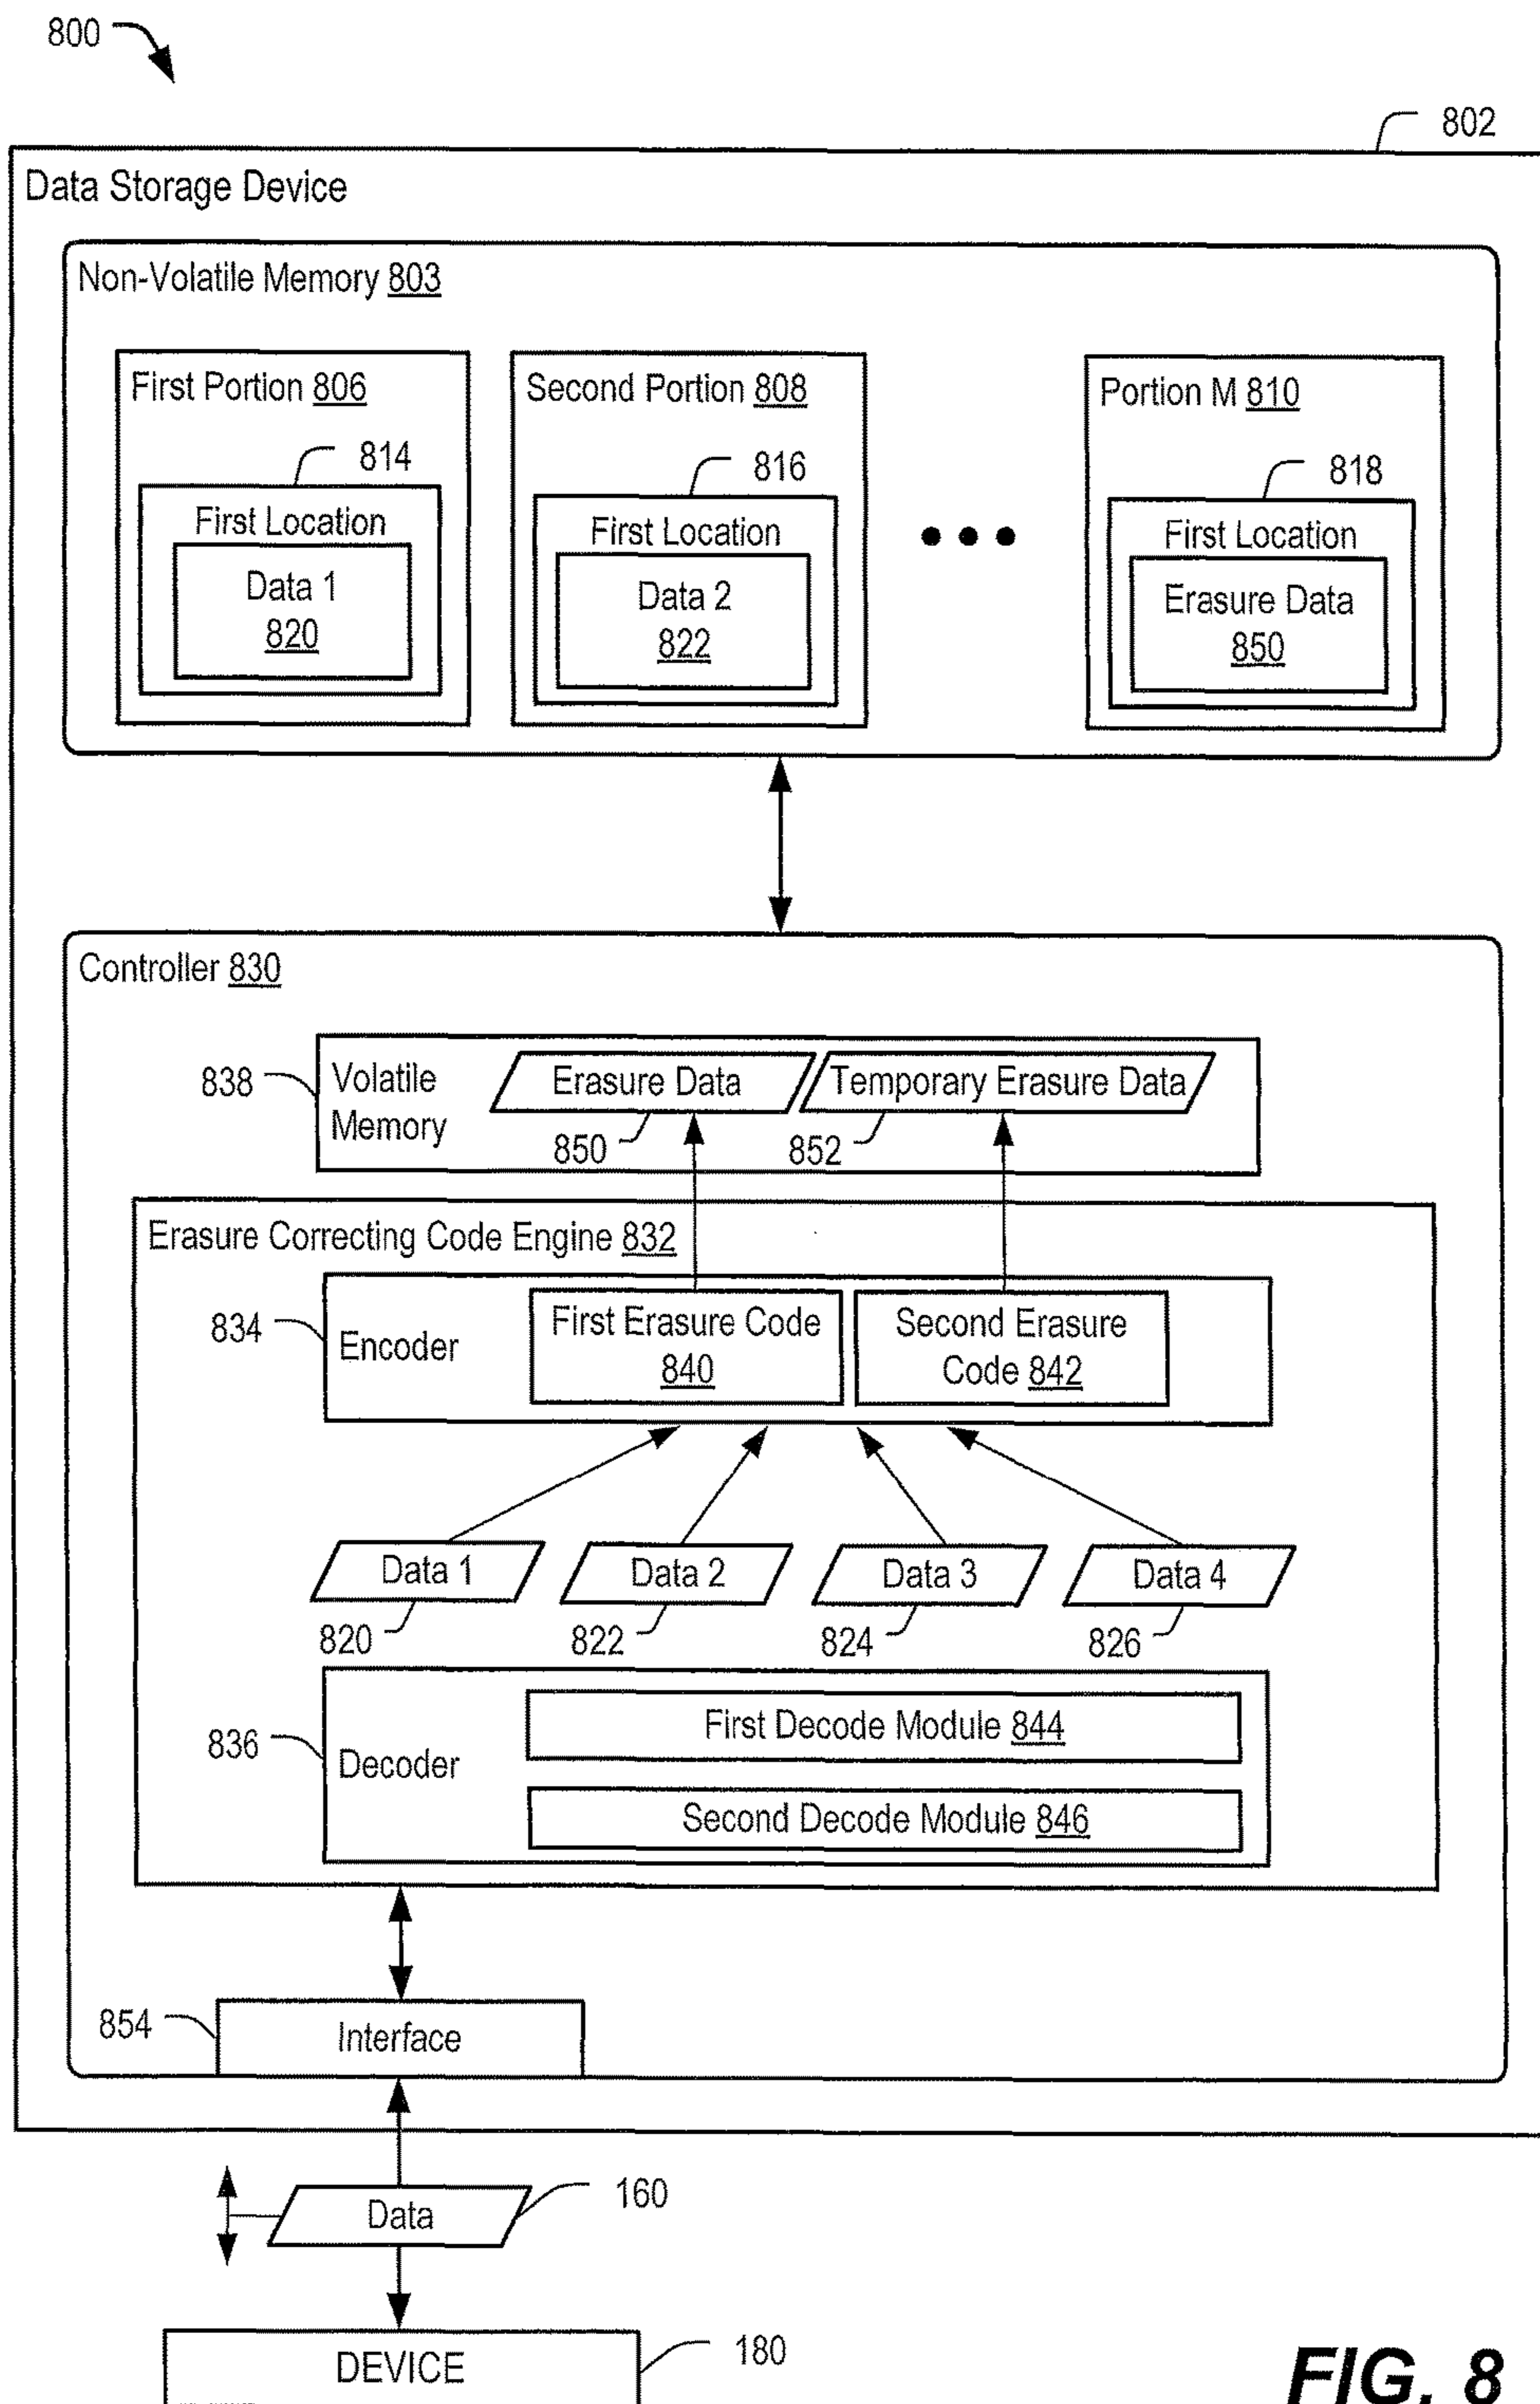 800
802
Data Storage Device
Non-Volatile Memory 803
First Portion 806
814
First Location
Data 1
820
Second Portion 808
816
First Location
Data 2
822
Portion M 810
818
First Location
Erasure Data
850
Controller 830
838
Volatile
Memory
Erasure Data
850
Temporary Erasure Data
852
Erasure Correcting Code Engine 832
834
Encoder
First Erasure Code
840
Second Erasure
Code 842
Data 1
820
Data 2
822
Data 3
824
Data 4
826
836
Decoder
First Decode Module 844
Second Decode Module 846
854
Interface
Data
160
DEVICE
180
FIG. 8